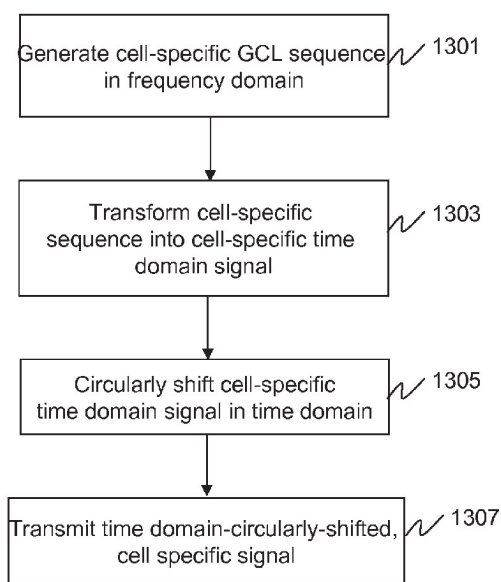 Generate cell-specific GCL sequence
in frequency domain
1301
Transform cell-specific
sequence into cell-specific time
domain signal
1303
Circularly shift cell-specific
time domain signal in time domain
1305
Transmit time domain-circularly-shifted,
cell specific signal
1307